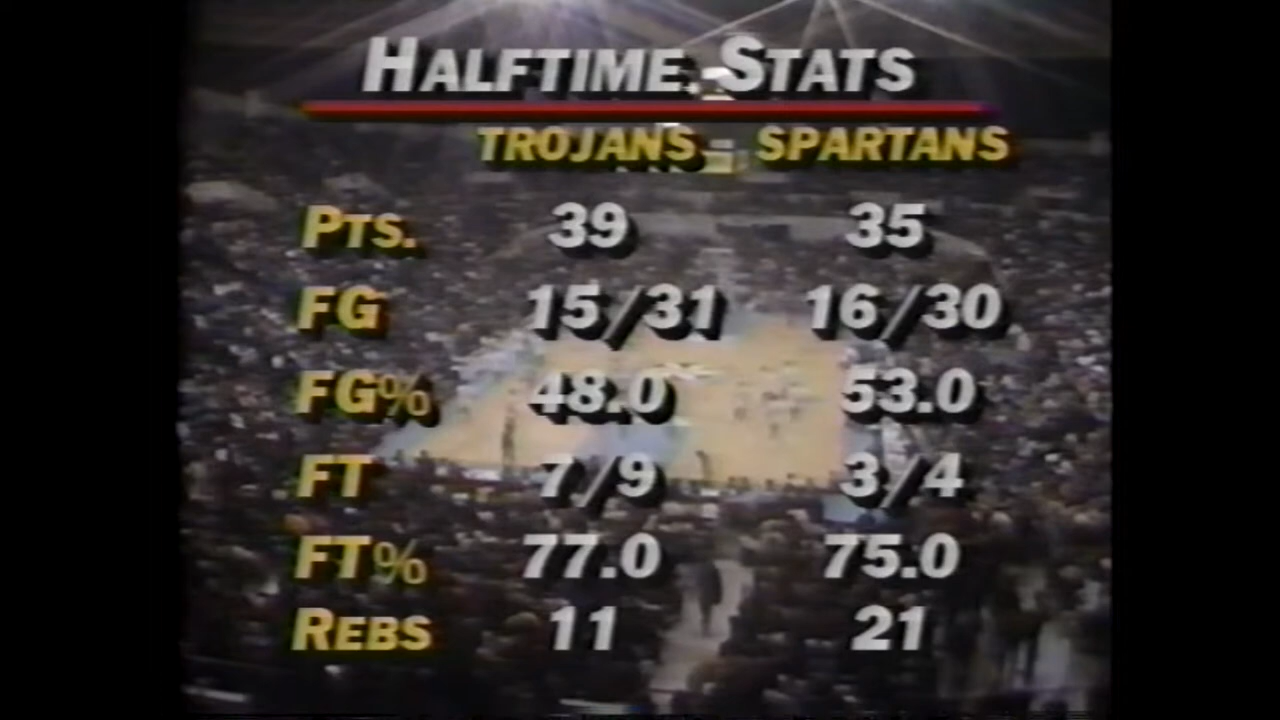 HALFTIME STATS
TROJANS SPARTANS
PTS. 39 35
FG 15/31 16/30
FG% 48.0 53.0
FT 7/9 3/4
FT% 77.0 75.0
REBS 11 21